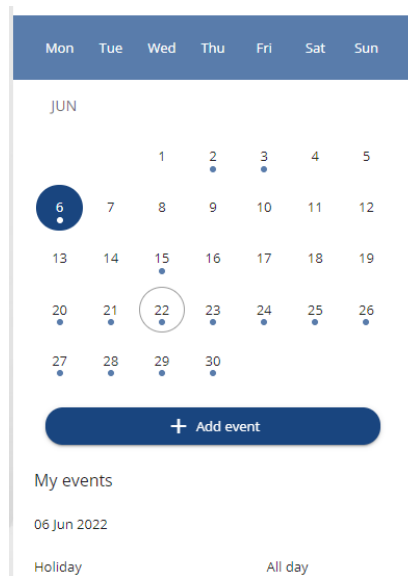 Mon Tue Wed Thu Fri Sat Sun
JUN
1 2 3 4 5
6 7 8 9 10 11 12
13 14 15 16 17 18 19
20 21 22 23 24 25 26
27 28 29 30
+ Add event
My events
06 Jun 2022
Holiday All day